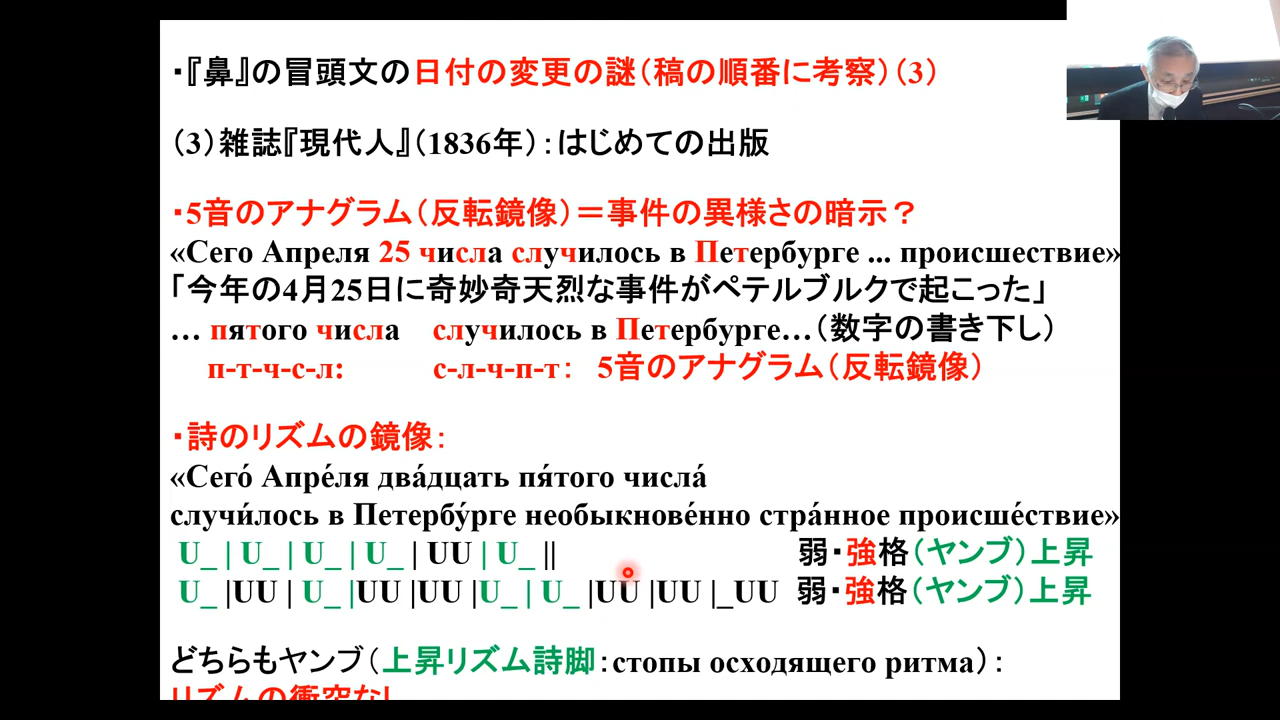 ・『鼻』の冒頭文の日付の変更の謎（稿の順番に考察）（3）
（3）雑誌『現代人』（1836年）：はじめての出版
・5音のアナグラム（反転鏡像）＝事件の異様さの暗示？
«Сего Апреля 25 числа случилось в Петербурге ... происшествие»
「今年の4月25日に奇妙奇天烈な事件がペテルブルクで起こった」
… пятого числа случилось в Петербурге…（数字の書き下し）
п-т-ч-с-л: с-л-ч-п-т： 5音のアナグラム（反転鏡像）
・詩のリズムの鏡像：
«Сегó Апрéля двáдцать пя́того числá
случи́лось в Петербу́рге необыкновéнно стрáнное происшéствие»
U_ | U_ | U_ | U_ | UU | U_ || 弱・強格（ヤンブ）上昇
U_ |UU | U_ |UU |UU |U_ | U_ |UU |UU |_UU 弱・強格（ヤンブ）上昇
どちらもヤンブ（上昇リズム詩脚：стопы осходящего ритма）：
リズムの衝突なし